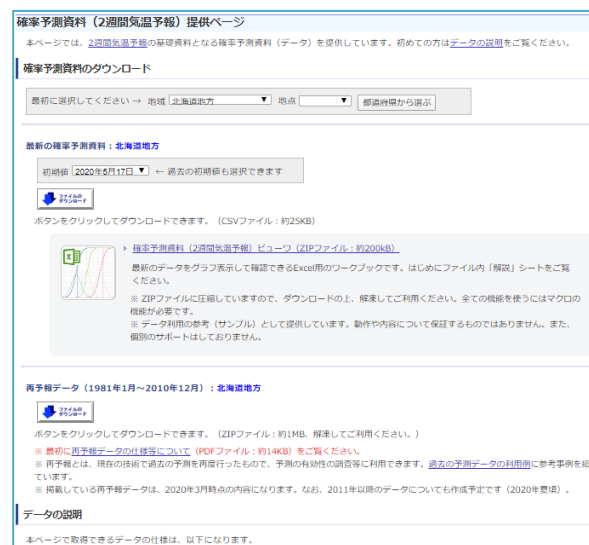 確率予測資料（2週間気温予報）提供ページ
本ページでは、2週間気温予報の基礎資料となる確率予測資料（データ）を提供しています。初めての方はデータの説明をご覧ください。
確率予測資料のダウンロード
最初に選択してください → 地域 北海道地方 ▼ 地点 ▼ 都道府県から選ぶ
最新の確率予測資料：北海道地方
初期値 2020年5月17日 ▼ ← 過去の初期値も選択できます
ファイルの
ダウンロード
ボタンをクリックしてダウンロードできます。（CSVファイル：約25KB）
確率予測資料（2週間気温予報）ビューワ（ZIPファイル：約200kB）
最新のデータをグラフ表示して確認できるExcel用のワークブックです。はじめにファイル内「解説」シートをご覧
ください。
※ ZIPファイルに圧縮していますので、ダウンロードの上、解凍してご利用ください。全ての機能を使うにはマクロの
機能が必要です。
※ データ利用の参考（サンプル）として提供しています。動作や内容について保証するものではありません。また、
個別のサポートはしておりません。
再予報データ（1981年1月～2010年12月）：北海道地方
ファイルの
ダウンロード
ボタンをクリックしてダウンロードできます。（ZIPファイル：約1MB、解凍してご利用ください。）
※ 最初に再予報データの仕様等について（PDFファイル：約14KB）をご覧ください。
※ 再予報とは、現在の技術で過去の予測を再度行ったもので、予測の有効性の調査等に利用できます。過去の予測データの利用例に参考事例を紹
ています。
※ 掲載している再予報データは、2020年3月時点の内容になります。なお、2011年以降のデータについても作成予定です（2020年夏頃）。
データの説明
本ページで取得できるデータの仕様は、以下になります。